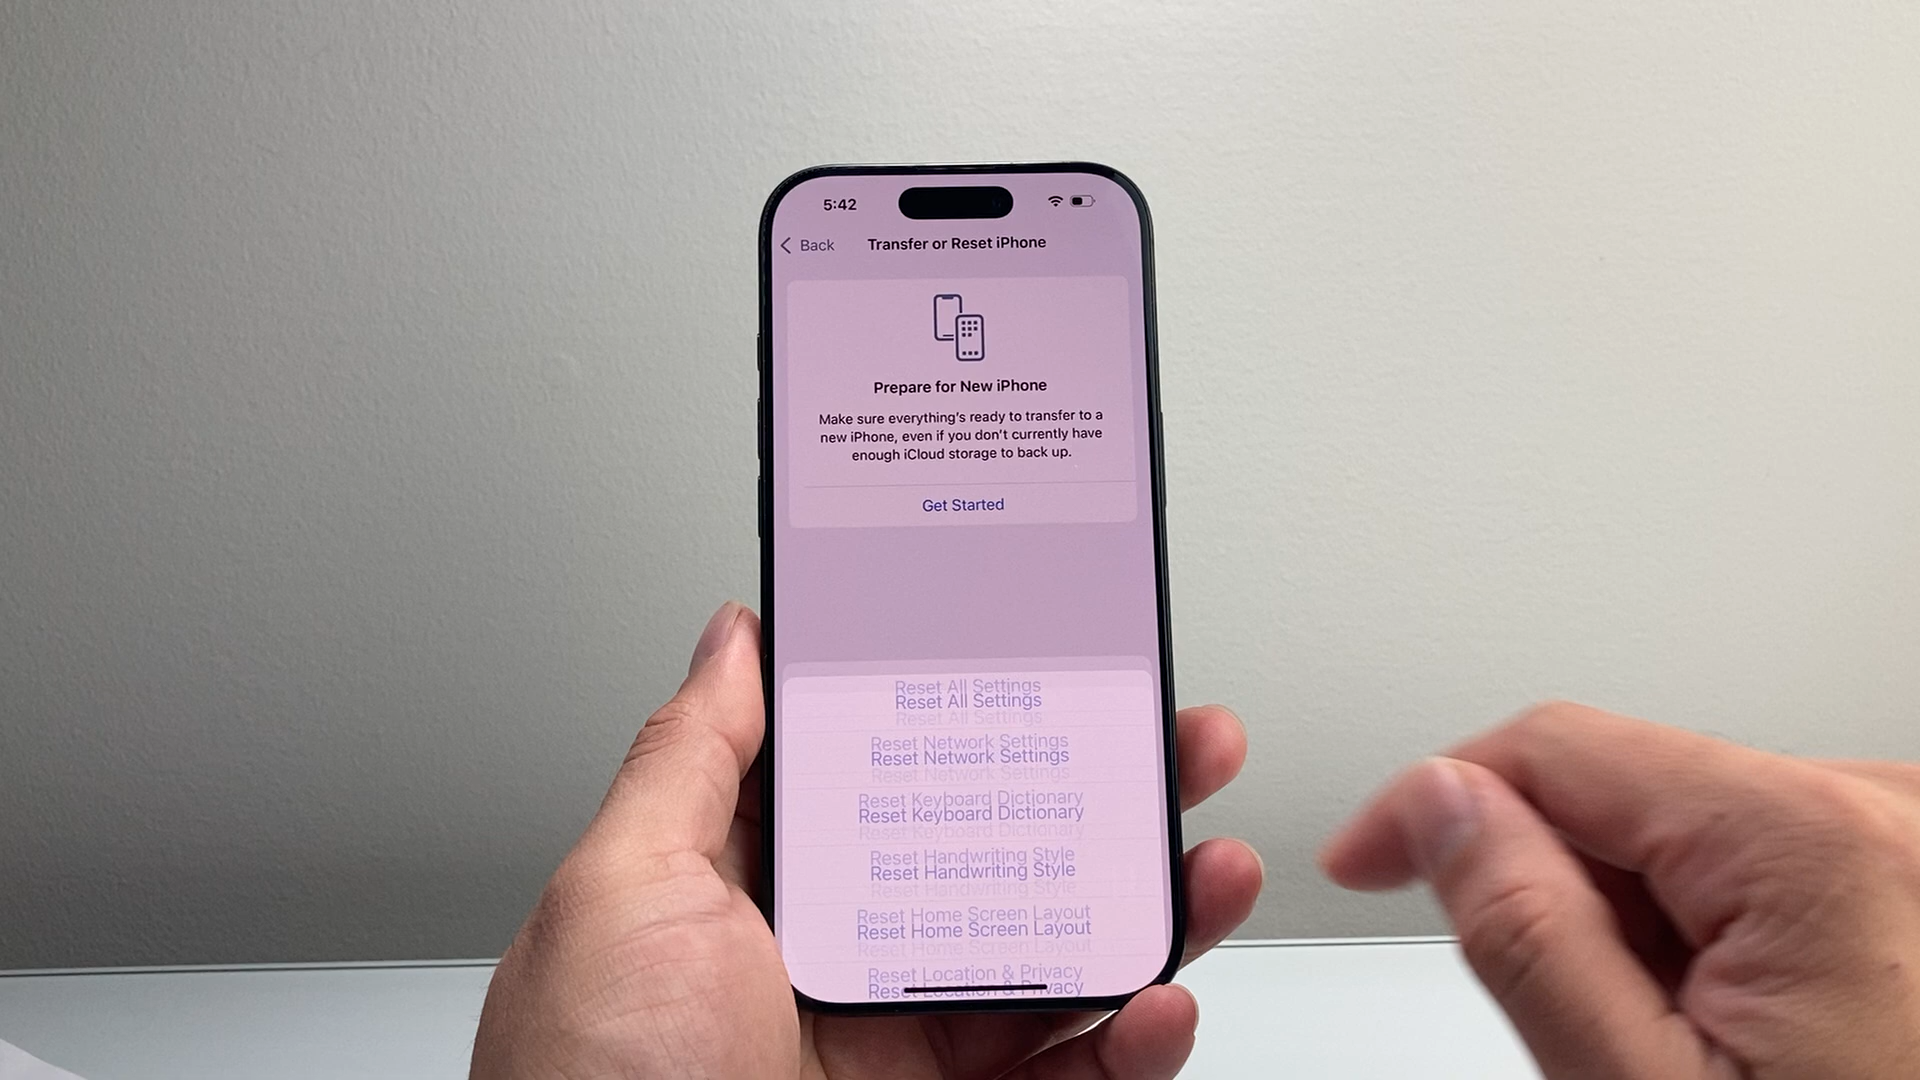 5:42
Back
Transfer or Reset iPhone
Prepare for New iPhone
Make sure everything's ready to transfer to a
new iPhone, even if you don't currently have
enough iCloud storage to back up.
Get Started
Reset All Settings
Reset Network Settings
Reset Keyboard Dictionary
Reset Handwriting Style
Reset Home Screen Layout
Reset Location & Privacy